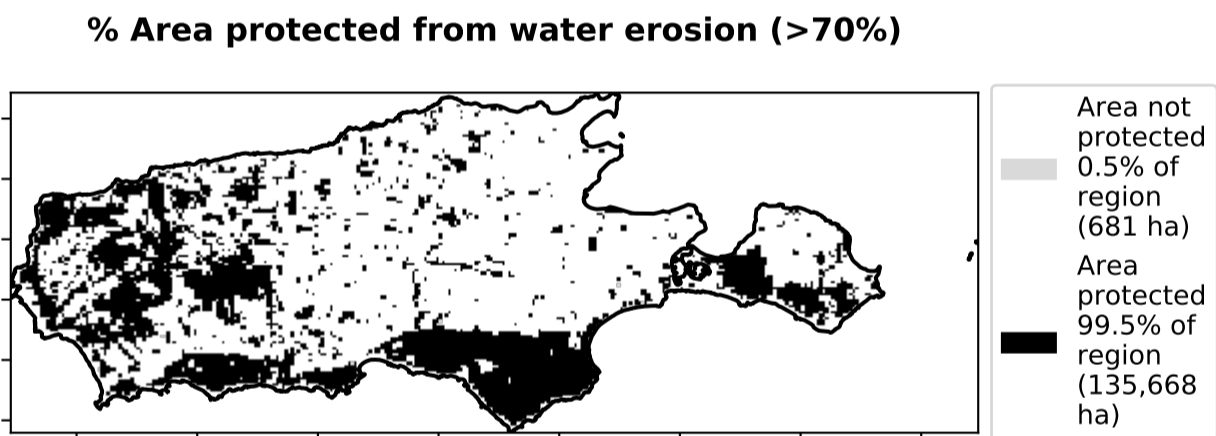 % Area protected from water erosion (>70%)
Area not
protected
0.5% of
region
(681 ha)
Area
protected
99.5% of
region
(135,668
ha)